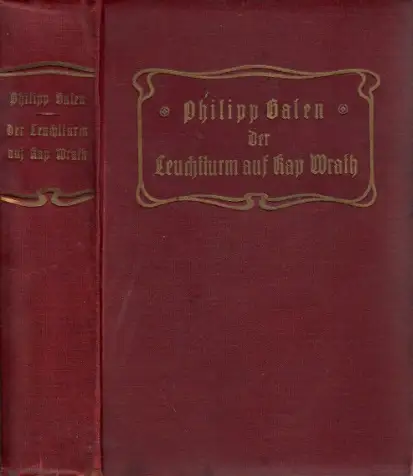 Philipp Galen
Der Leuchtturm
auf Kap Wrath
Philipp Galen
Der
Leuchtturm auf Kap Wrath